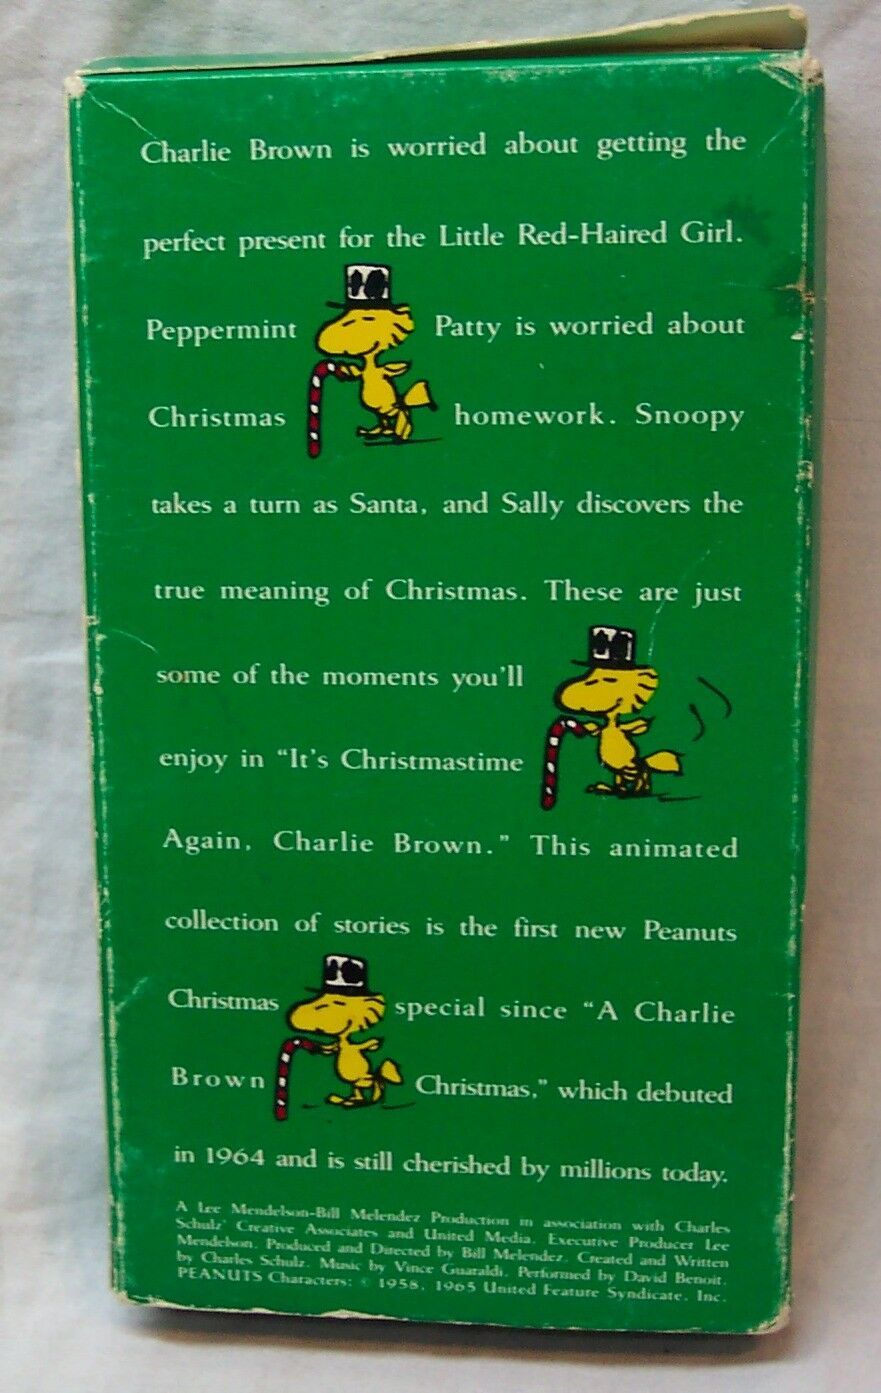 Charlie Brown is worried about getting the
perfect present for the Little Red-Haired Girl.
Peppermint Patty is worried about
Christmas homework. Snoopy
takes a turn as Santa, and Sally discovers the
true meaning of Christmas. These are just
some of the moments you'll
enjoy in "It's Christmastime
Again, Charlie Brown." This animated
collection of stories is the first new Peanuts
Christmas special since "A Charlie
Brown Christmas," which debuted
in 1964 and is still cherished by millions today.
A Lee Mendelson-Bill Melendez Production in association with Charles
Schulz' Creative Associates and United Media. Executive Producer Lee
Mendelson. Produced and Directed by Bill Melendez. Created and Written
by Charles Schulz. Music by Vince Guaraldi. Performed by David Benoit.
PEANUTS Characters: © 1958, 1965 United Feature Syndicate, Inc.